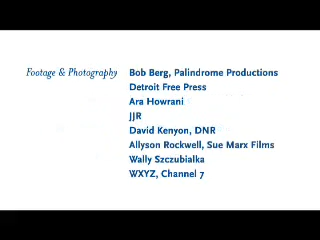 Footage & Photography Bob Berg, Palindrome Productions
Detroit Free Press
Ara Howrani
JJR
David Kenyon, DNR
Allyson Rockwell, Sue Marx Films
Wally Szczubialka
WXYZ, Channel 7